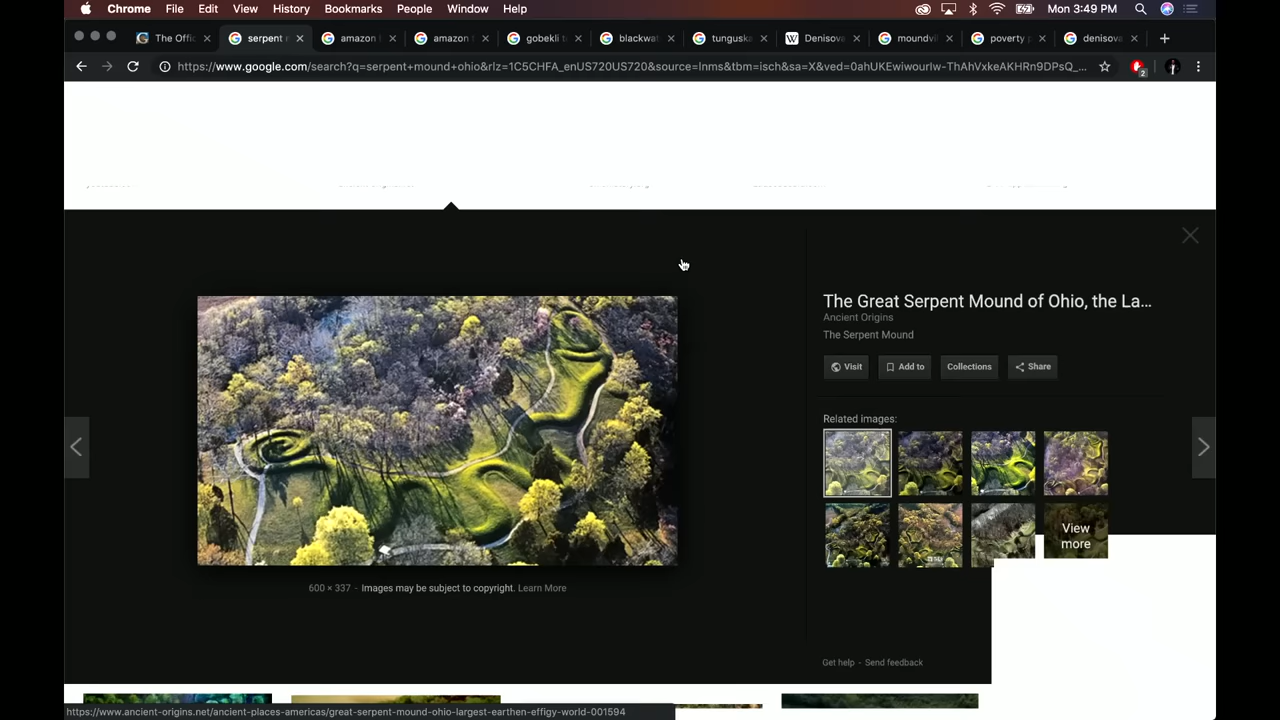 Chrome File Edit View History Bookmarks People Window Help Mon 3:49 PM
The Offic serpent m amazon amazon gobekli t blackwat tunguska W Denisova moundvil poverty p denisova
https://www.google.com/search?q=serpent+mound+ohio&rlz=1C5CHFA_enUS720US720&source=lnms&tbm=isch&sa=X&ved=0ahUKEwiwourIw-ThAhVxkeAKHRn9DPsQ_...
2
The Great Serpent Mound of Ohio, the La...
Ancient Origins
The Serpent Mound
Visit Add to Collections Share
Related images:
View
more
600 × 337 - Images may be subject to copyright. Learn More
Get help - Send feedback
https://www.ancient-origins.net/ancient-places-americas/great-serpent-mound-ohio-largest-earthen-effigy-world-001594